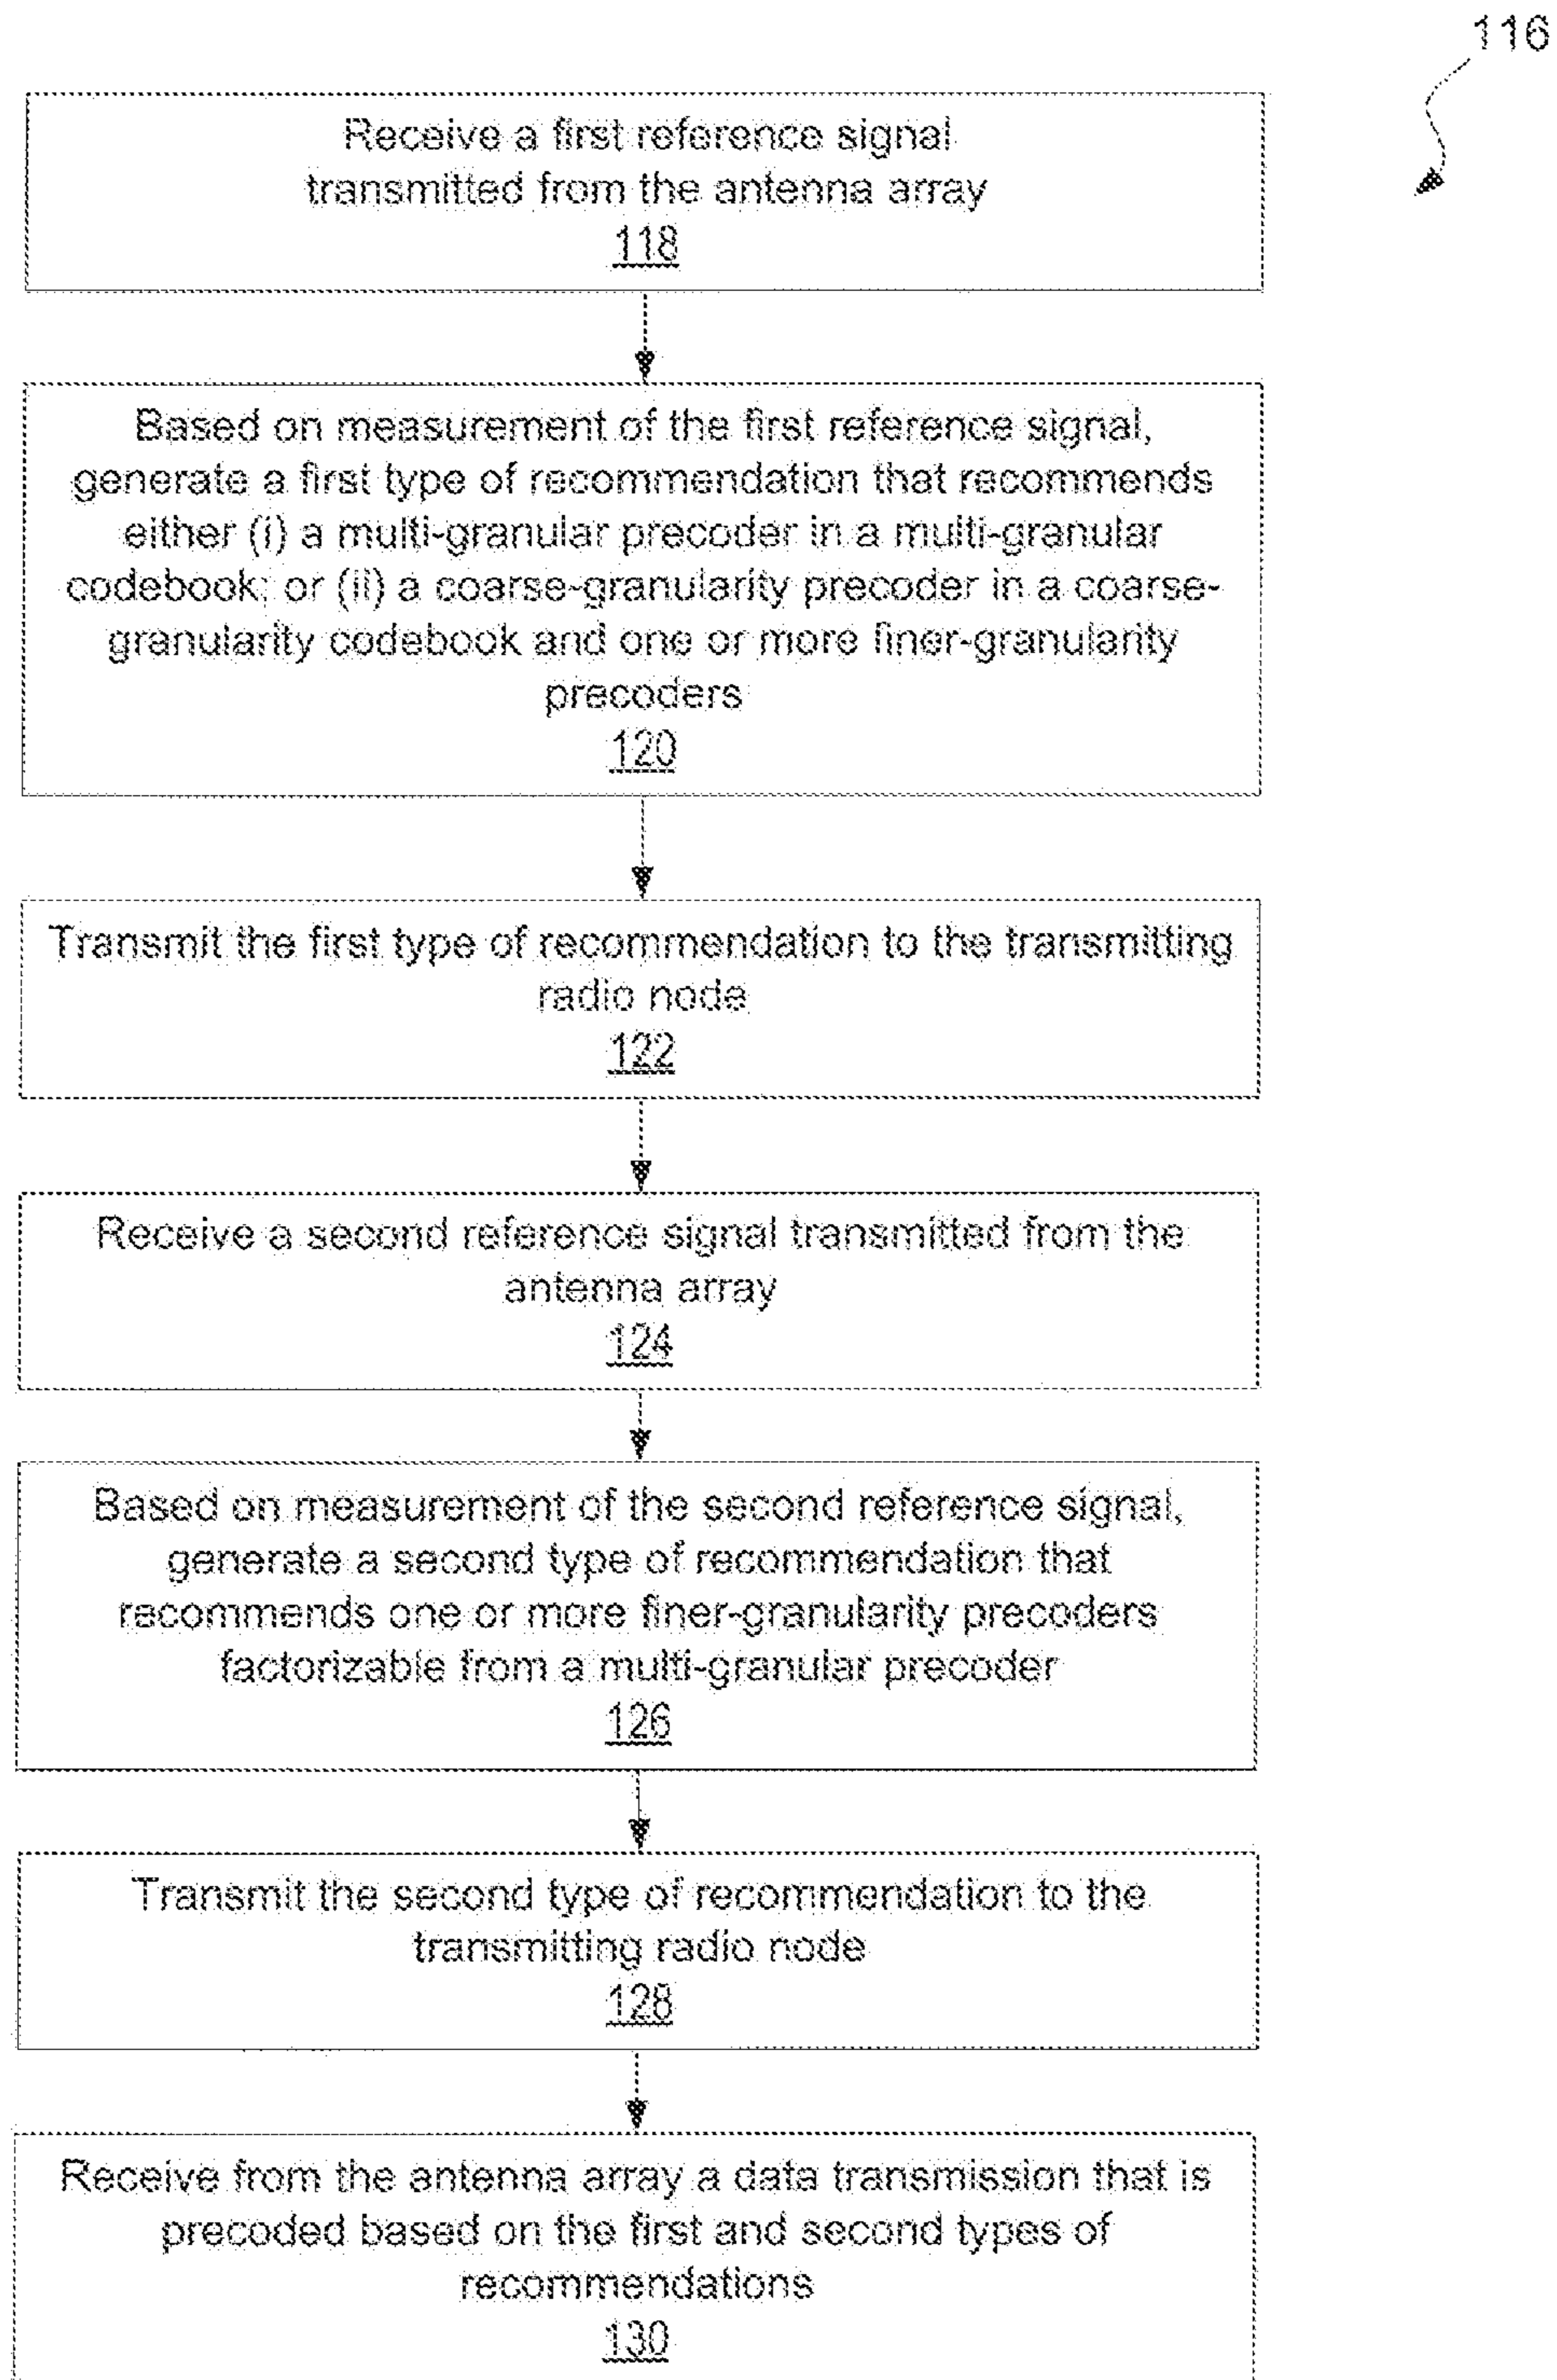 116
Receive a first reference signal
transmitted from the antenna array
118
Based on measurement of the first reference signal,
generate a first type of recommendation that recommends
either (i) a multi-granular precoder in a multi-granular
codebook; or (ii) a coarse-granularity precoder in a coarse-
granularity codebook and one or more finer-granularity
precoders
120
Transmit the first type of recommendation to the transmitting
radio node
122
Receive a second reference signal transmitted from the
antenna array
124
Based on measurement of the second reference signal,
generate a second type of recommendation that
recommends one or more finer-granularity precoders
factorizable from a multi-granular precoder
126
Transmit the second type of recommendation to the
transmitting radio node
128
Receive from the antenna array a data transmission that is
precoded based on the first and second types of
recommendations
130